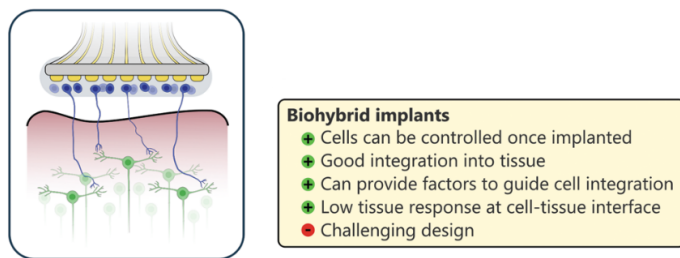 Biohybrid implants
+ Cells can be controlled once implanted
+ Good integration into tissue
+ Can provide factors to guide cell integration
+ Low tissue response at cell-tissue interface
- Challenging design